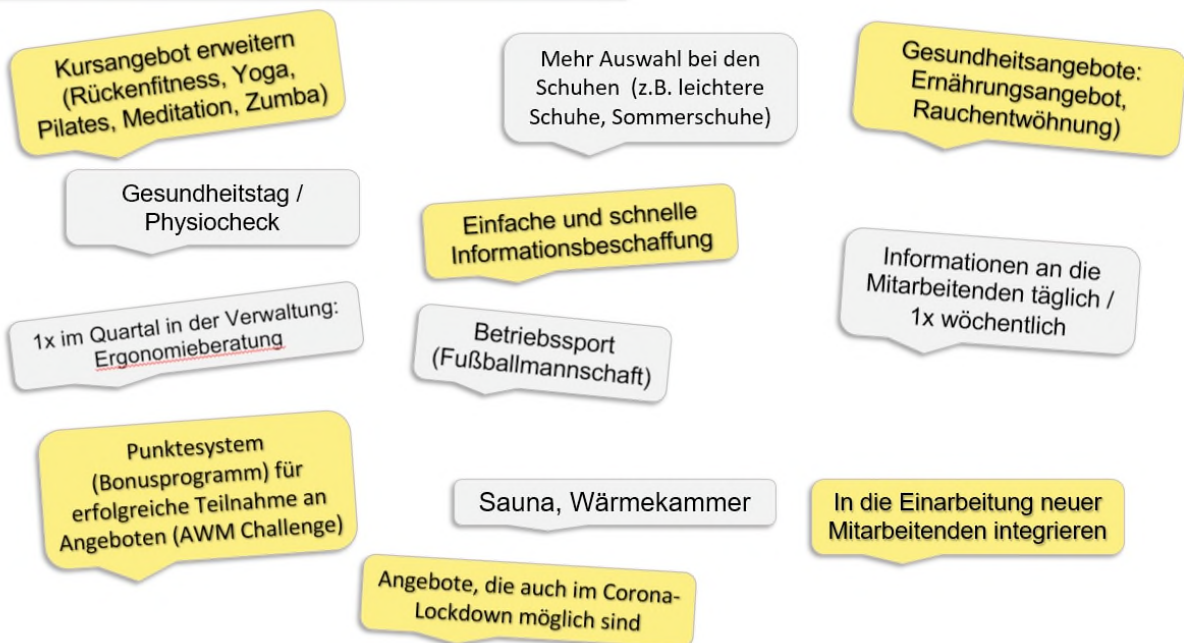 Kursangebot erweitern
(Rückenfitness, Yoga,
Pilates, Meditation, Zumba)
Mehr Auswahl bei den
Schuhen (z.B. leichtere
Schuhe, Sommerschuhe)
Gesundheitsangebote:
Ernährungsangebot,
Rauchentwöhnung)
Gesundheitstag /
Physiocheck
Einfache und schnelle
Informationsbeschaffung
Informationen an die
Mitarbeitenden täglich /
1x wöchentlich
1x im Quartal in der Verwaltung:
Ergonomieberatung
Betriebssport
(Fußballmannschaft)
Punktesystem
(Bonusprogramm) für
erfolgreiche Teilnahme an
Angeboten (AWM Challenge)
Sauna, Wärmekammer
In die Einarbeitung neuer
Mitarbeitenden integrieren
Angebote, die auch im Corona-
Lockdown möglich sind